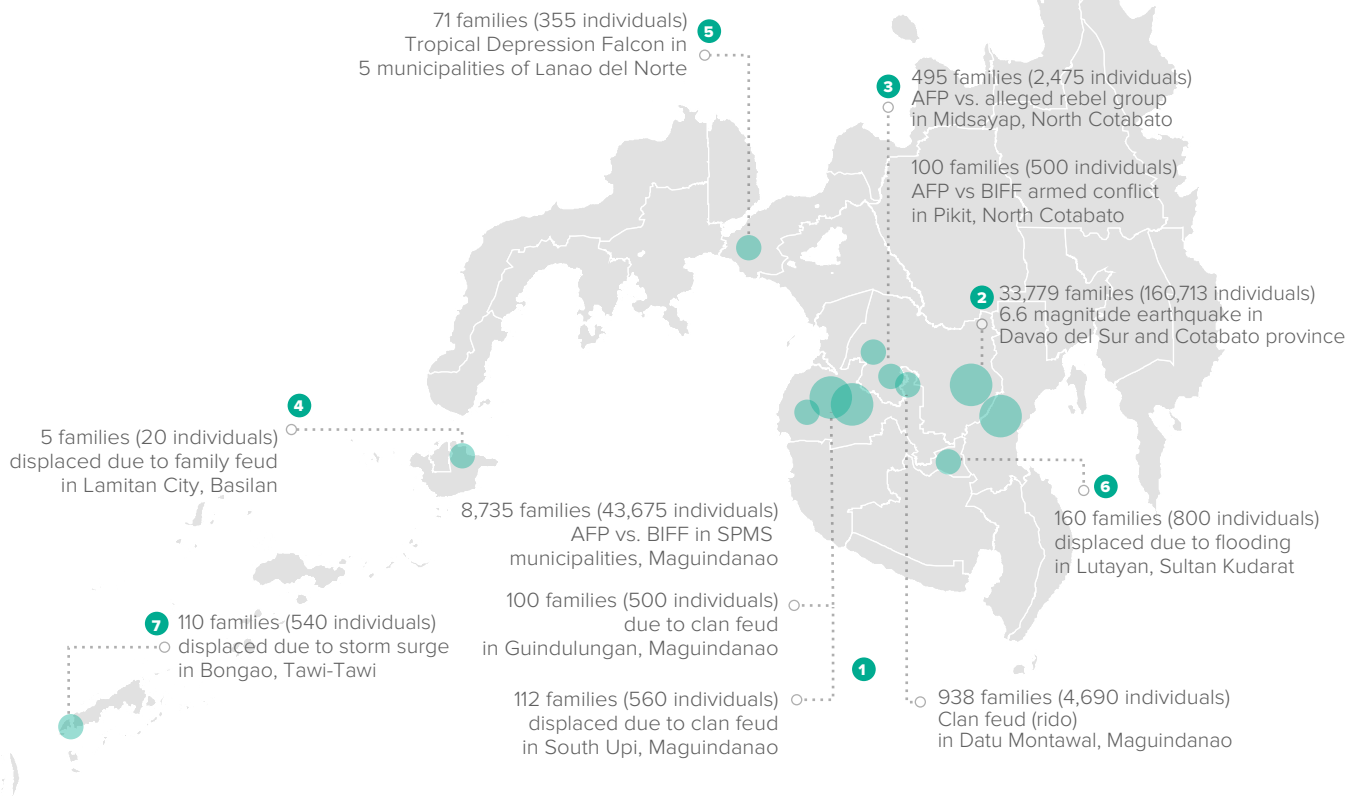 71 families (355 individuals)
Tropical Depression Falcon in
5 municipalities of Lanao del Norte
5
3
495 families (2,475 individuals)
AFP vs. alleged rebel group
in Midsayap, North Cotabato
100 families (500 individuals)
AFP vs BIFF armed conflict
in Pikit, North Cotabato
2
33,779 families (160,713 individuals)
6.6 magnitude earthquake in
Davao del Sur and Cotabato province
4
5 families (20 individuals)
displaced due to family feud
in Lamitan City, Basilan
6
160 families (800 individuals)
displaced due to flooding
in Lutayan, Sultan Kudarat
8,735 families (43,675 individuals)
AFP vs. BIFF in SPMS
municipalities, Maguindanao
100 families (500 individuals)
due to clan feud
in Guindulungan, Maguindanao
7
110 families (540 individuals)
displaced due to storm surge
in Bongao, Tawi-Tawi
1
112 families (560 individuals)
displaced due to clan feud
in South Upi, Maguindanao
938 families (4,690 individuals)
Clan feud (rido)
in Datu Montawal, Maguindanao